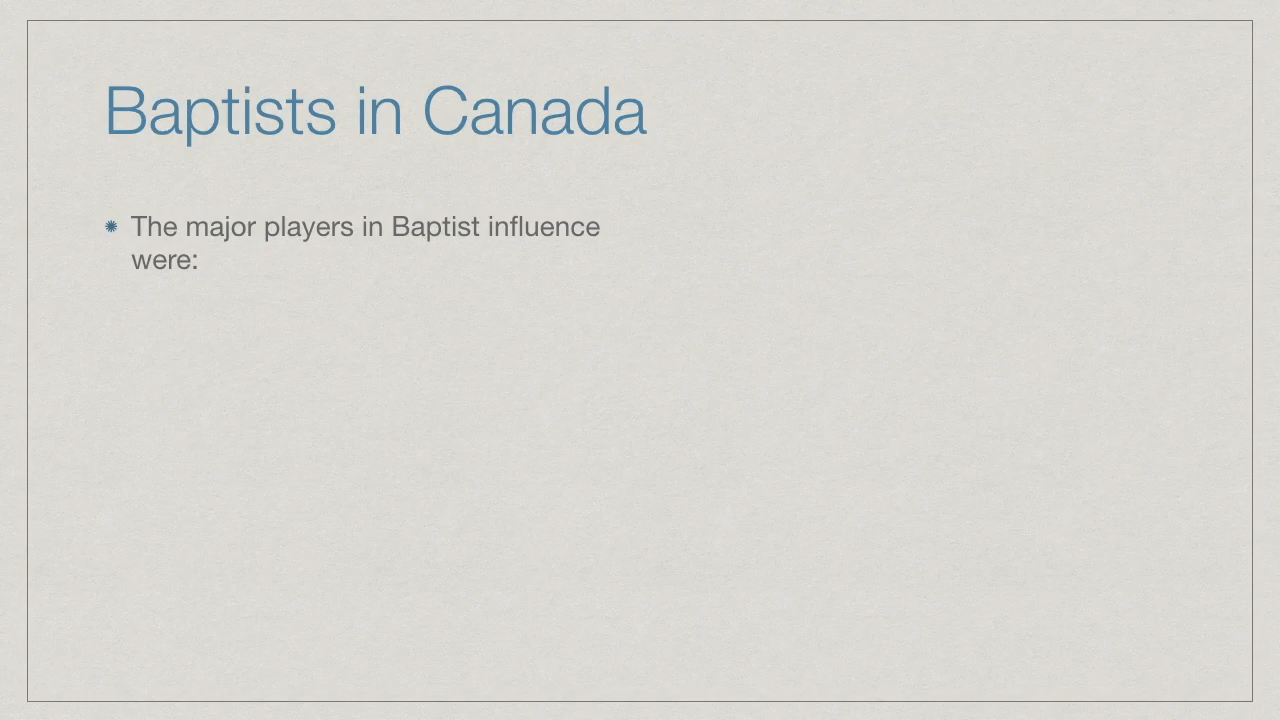 Baptists in Canada
The major players in Baptist influence
were: